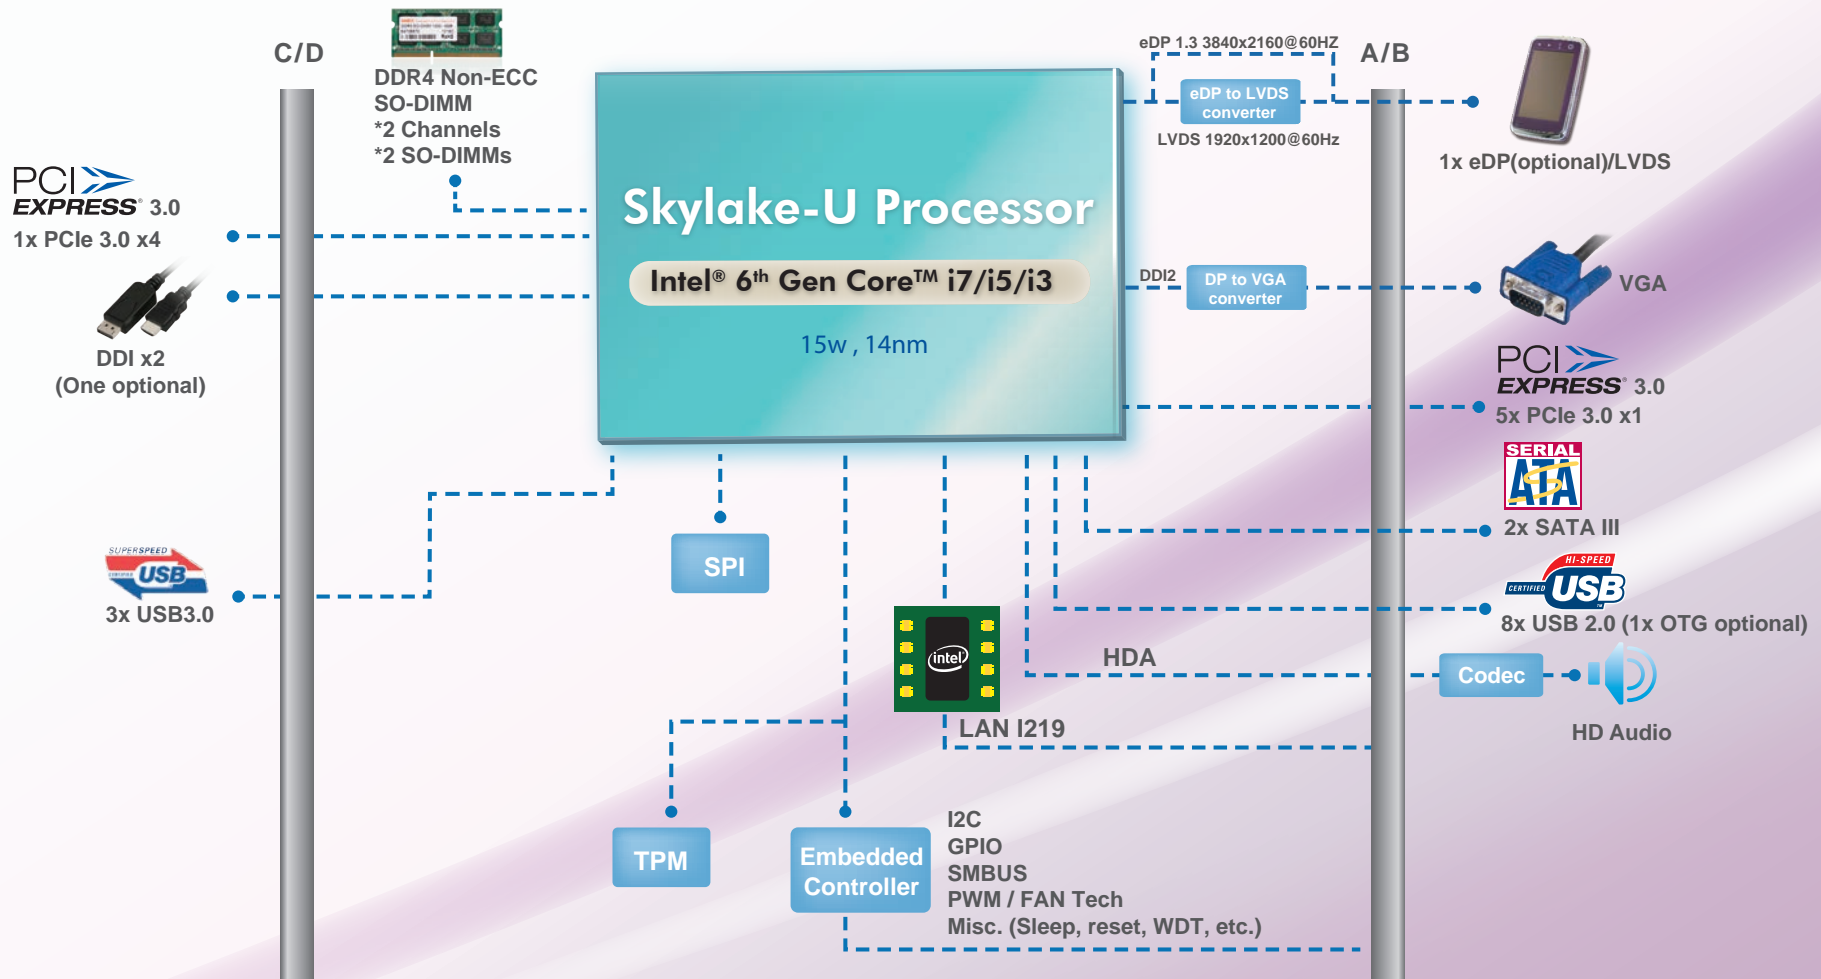 C/D
DDR4 Non-ECC
SO-DIMM
*2 Channels
*2 SO-DIMMs
PCI
EXPRESS® 3.0
1x PCIe 3.0 x4
DDI x2
(One optional)
SUPERSPEED
CERTIFIED USB
3x USB3.0
Skylake-U Processor
Intel® 6th Gen Core™ i7/i5/i3
15w , 14nm
SPI
intel
LAN I219
TPM
Embedded
Controller
I2C
GPIO
SMBUS
PWM / FAN Tech
Misc. (Sleep, reset, WDT, etc.)
HDA
eDP 1.3 3840x2160@60HZ
eDP to LVDS
converter
LVDS 1920x1200@60Hz
DDI2
DP to VGA
converter
A/B
1x eDP(optional)/LVDS
VGA
PCI
EXPRESS® 3.0
5x PCIe 3.0 x1
SERIAL
ATA
2x SATA III
HI-SPEED
CERTIFIED USB™
8x USB 2.0 (1x OTG optional)
Codec
HD Audio